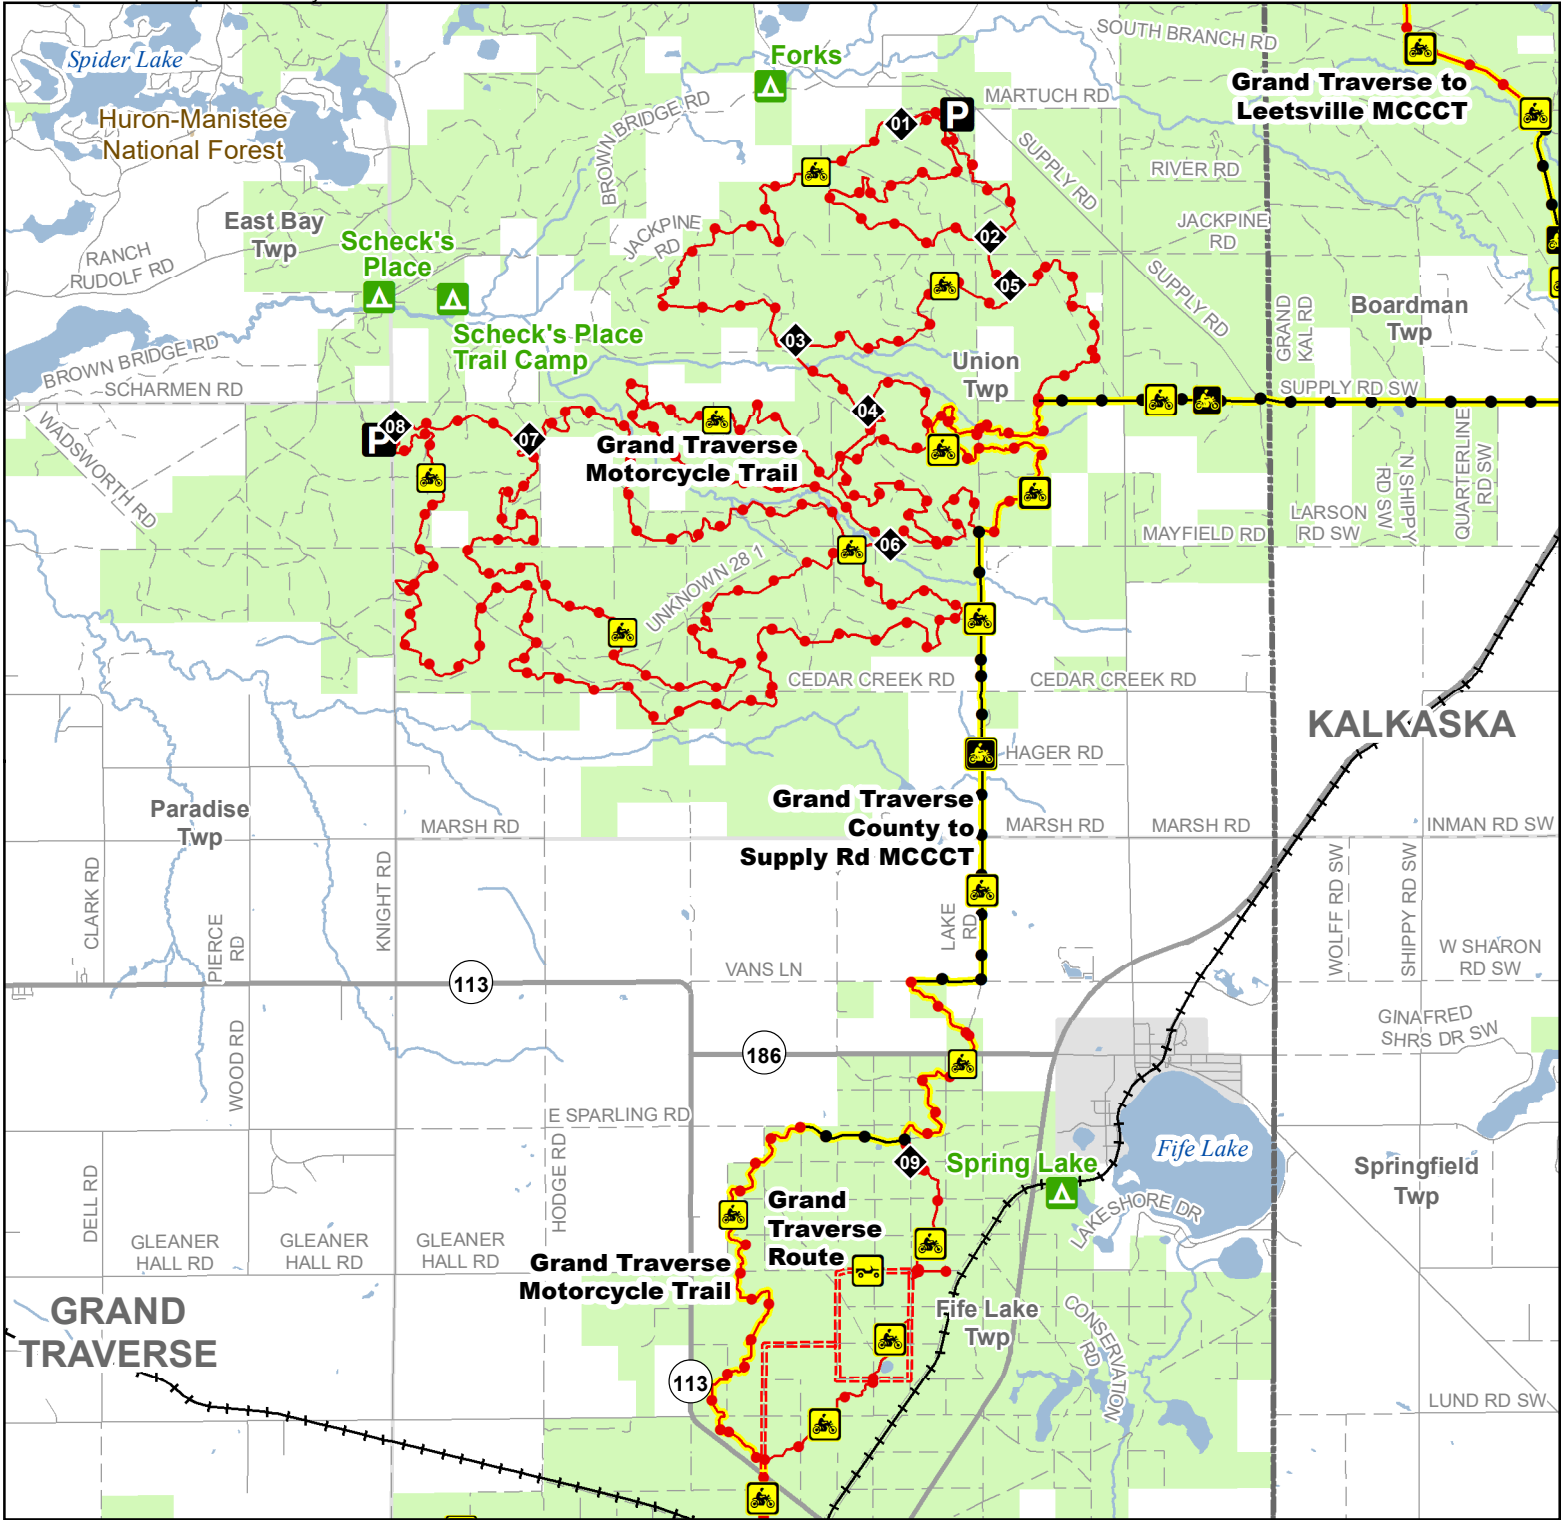 SOUTH BRANCH RD
Spider Lake
Forks
Grand Traverse to
Leetsville MCCCT
Huron-Manistee
National Forest
BROWN BRIDGE RD
MARTUCH RD
01
P
SUPPLY RD
RIVER RD
East Bay
Twp
JACKPINE
RD
JACKPINE
RD
Scheck's
Place
RANCH
RUDOLF RD
02
05
SUPPLY RD
GRAND
KAL RD
Boardman
Twp
Scheck's Place
Trail Camp
BROWN BRIDGE RD
03
Union
Twp
SCHARMEN RD
SUPPLY RD SW
WADSWORTH RD
08
P
07
04
Grand Traverse
Motorcycle Trail
N SHIPPY
RD SW
QUARTERLINE
RD SW
LARSON
RD SW
MAYFIELD RD
06
UNKNOWN 28 1
CEDAR CREEK RD
CEDAR CREEK RD
KALKASKA
HAGER RD
Paradise
Twp
Grand Traverse
County to
Supply Rd MCCCT
MARSH RD
MARSH RD
MARSH RD
INMAN RD SW
CLARK RD
PIERCE
RD
KNIGHT RD
LAKE
RD
WOLFF RD SW
SHIPPY RD SW
W SHARON
RD SW
VANS LN
113
GINAFRED
SHRS DR SW
WOOD RD
186
E SPARLING RD
HODGE RD
DELL RD
09
Spring Lake
Fife Lake
Springfield
Twp
Grand
Traverse
Route
LAKESHORE DR
GLEANER
HALL RD
GLEANER
HALL RD
GLEANER
HALL RD
Grand Traverse
Motorcycle Trail
GRAND
TRAVERSE
Fife Lake
Twp
CONSERVATION
RD
113
LUND RD SW